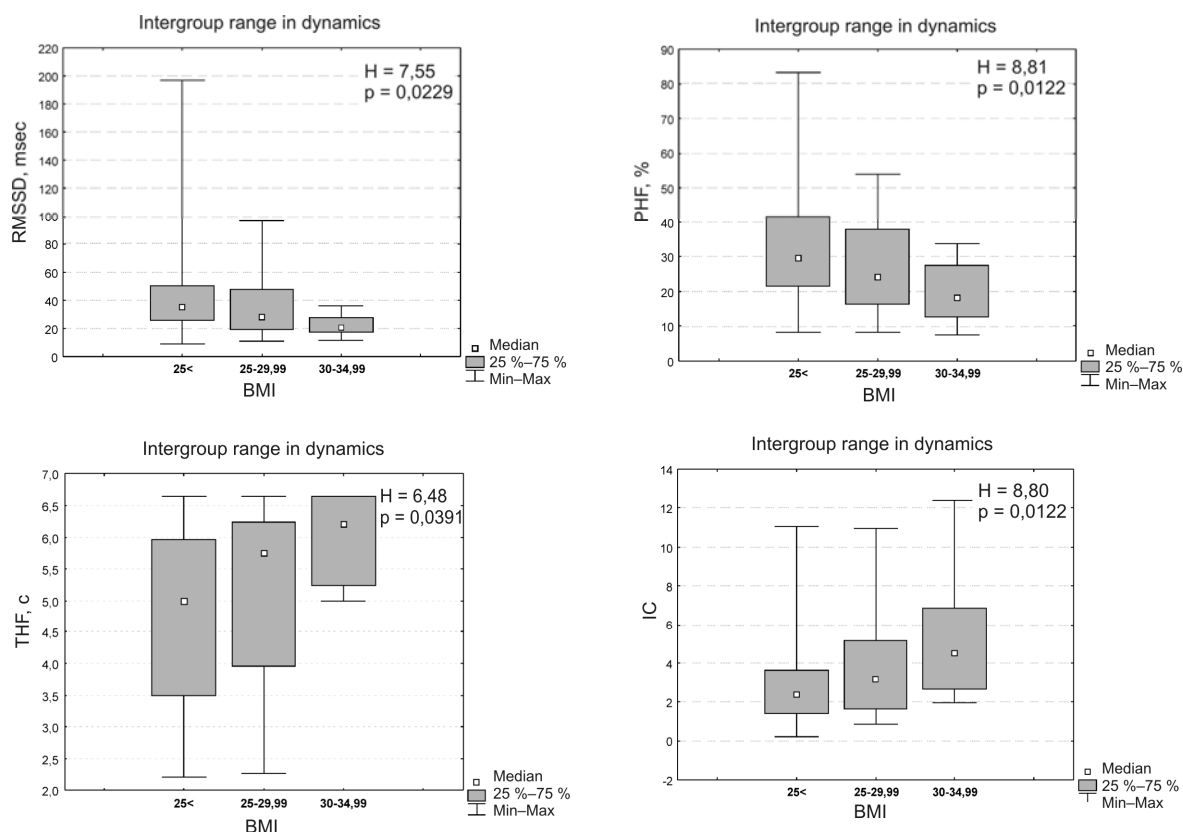 Intergroup range in dynamics
220
200
180
160
140
120
100
80
60
40
20
0
RMSSD, msec
H = 7,55
p = 0,0229
25<
25-29,99
30-34,99
BMI
Median
25 %–75 %
Min–Max
Intergroup range in dynamics
90
80
70
60
50
40
30
20
10
0
PHF, %
H = 8,81
p = 0,0122
25<
25-29,99
30-34,99
BMI
Median
25 %–75 %
Min–Max
Intergroup range in dynamics
7,0
6,5
6,0
5,5
5,0
4,5
4,0
3,5
3,0
2,5
2,0
THF, c
H = 6,48
p = 0,0391
25<
25-29,99
30-34,99
BMI
Median
25 %–75 %
Min–Max
Intergroup range in dynamics
14
12
10
8
6
4
2
0
-2
IC
H = 8,80
p = 0,0122
25<
25-29,99
30-34,99
BMI
Median
25 %–75 %
Min–Max